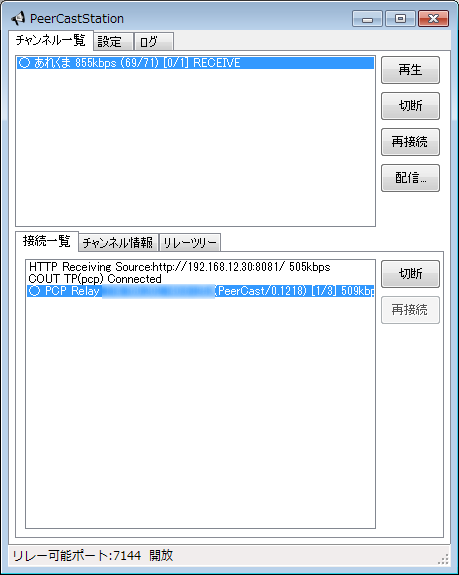 PeerCastStation
チャンネル一覧 設定 ログ
○ あれくま 855kbps (69/71) [0/1] RECEIVE
再生
切断
再接続
配信...
接続一覧 チャンネル情報 リレーツリー
HTTP Receiving Source:http://192.168.12.30:8081/ 505kbps
COUT TP(pcp) Connected
○ PCP Relay (PeerCast/0.1218) [1/3] 509kbp
切断
再接続
リレー可能ポート:7144 開放